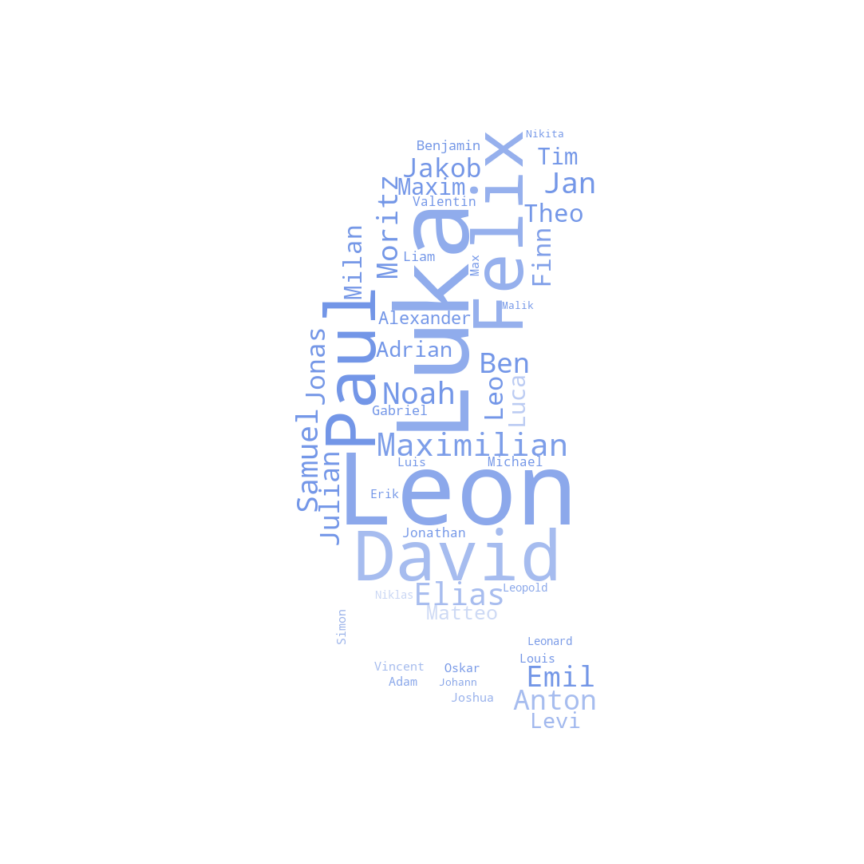 Nikita
Benjamin
Tim
Jakob
Maxim
Jan
Valentin
Theo
Felix
Moritz
Luka
Milan
Finn
Liam
Max
Malik
Paul
Alexander
Adrian
Jonas
Ben
Noah
Leo
Luca
Gabriel
Samuel
Maximilian
Julian
Luis
Michael
Leon
Erik
Jonathan
David
Leopold
Niklas
Elias
Matteo
Simon
Leonard
Louis
Vincent
Oskar
Emil
Adam
Johann
Joshua
Anton
Levi